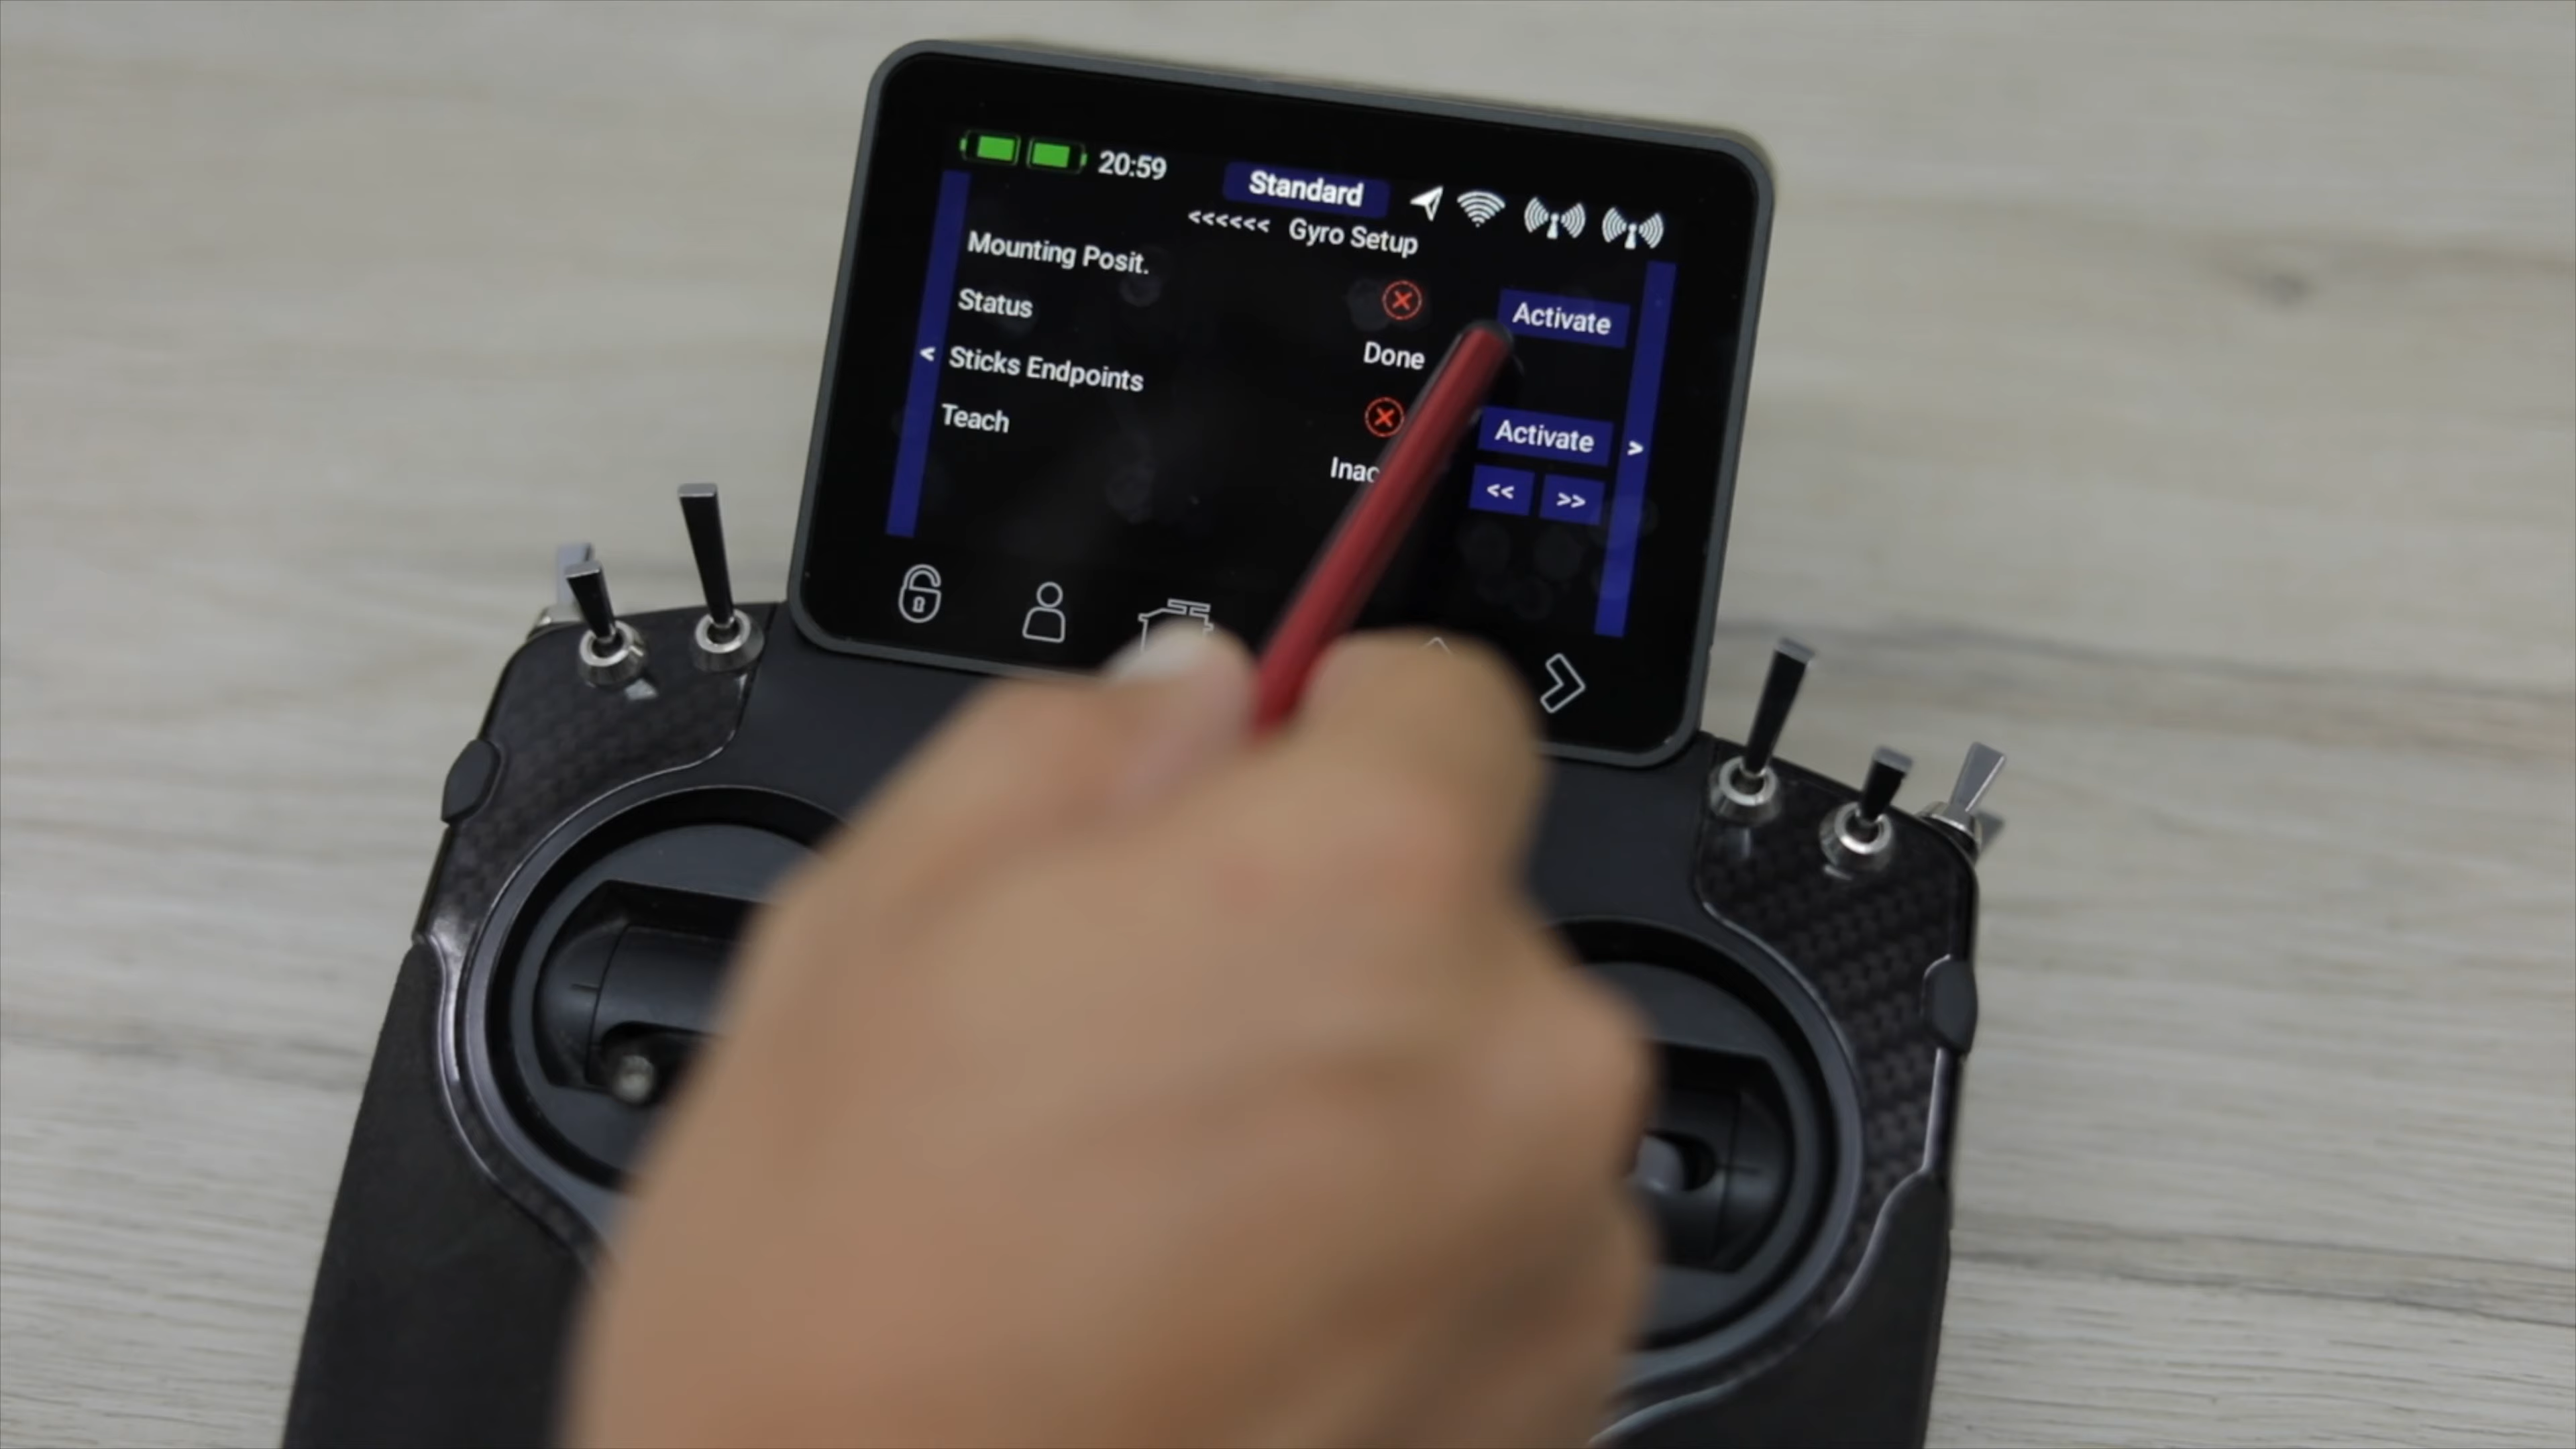 20:59
Standard
<<<<<< Gyro Setup
Mounting Posit. Activate
Status Done
Sticks Endpoints Activate
Teach << >>
<
>